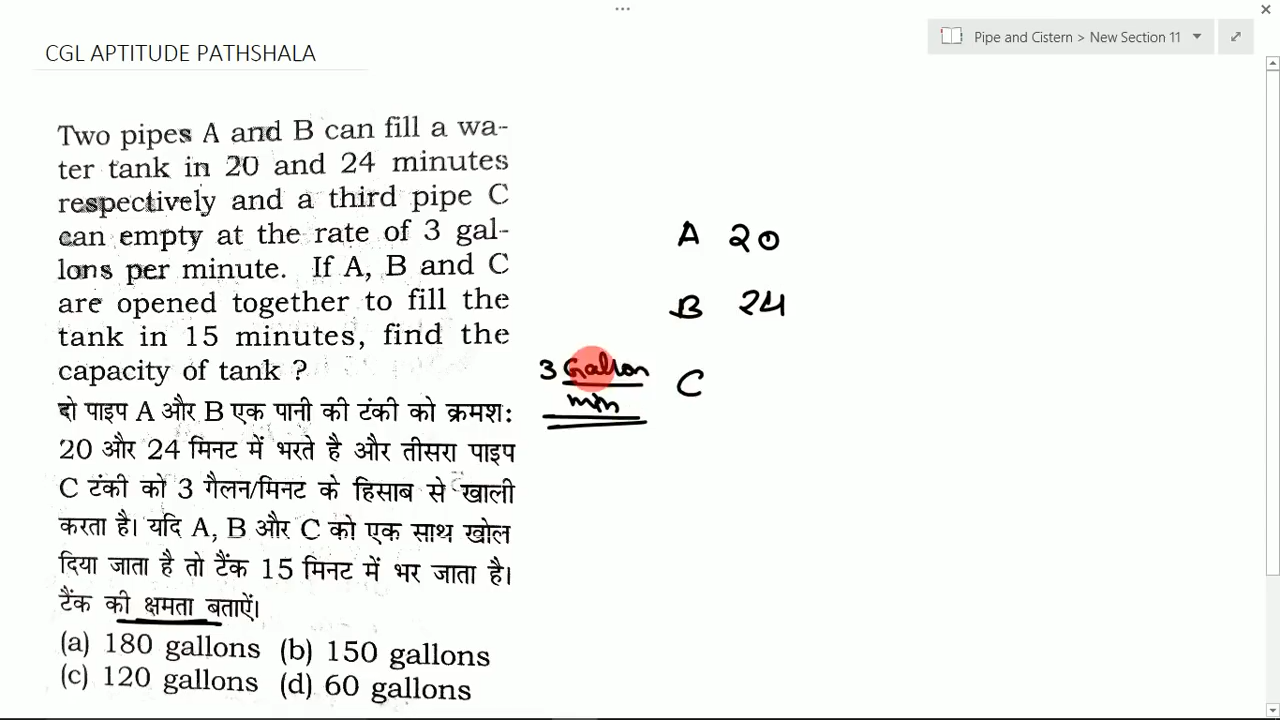 Pipe and Cistern > New Section 11
CGL APTITUDE PATHSHALA
Two pipes A and B can fill a wa-
ter tank in 20 and 24 minutes
respectively and a third pipe C
can empty at the rate of 3 gal-
lons per minute. If A, B and C
are opened together to fill the
tank in 15 minutes, find the
capacity of tank ?
दो पाइप A और B एक पानी की टंकी को क्रमश:
20 और 24 मिनट में भरते है और तीसरा पाइप
C टंकी को 3 गैलन/मिनट के हिसाब से खाली
करता है। यदि A, B और C को एक साथ खोल
दिया जाता है तो टैंक 15 मिनट में भर जाता है।
टैंक की क्षमता बताऐं।
(a) 180 gallons (b) 150 gallons
(c) 120 gallons (d) 60 gallons
A 20
B 24
3 Gallon
min
C